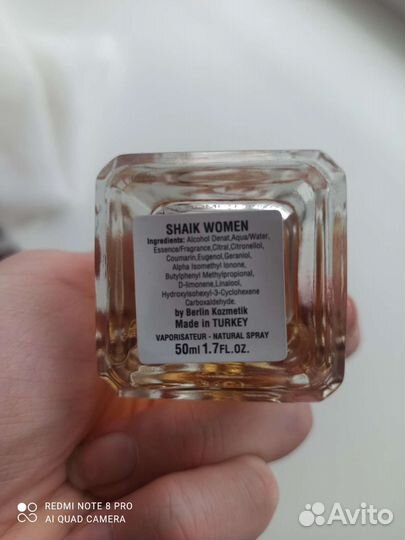 SHAIK WOMEN
Ingredients: Alcohol Denat,Aqua/Water,
Essence/Fragrance,Citral,Citronellol,
Coumarin,Eugenol,Geraniol,
Alpha Isomethyl Ionone,
Butylphenyl Methylpropional,
D-limonene,Linalool,
Hydroxyisohexyl-3-Cyclohexene
Carboxaldehyde.
by Berlin Kozmetik
Made in TURKEY
VAPORISATEUR - NATURAL SPRAY
50ml 1.7FL.OZ.
REDMI NOTE 8 PRO
AI QUAD CAMERA
Avito